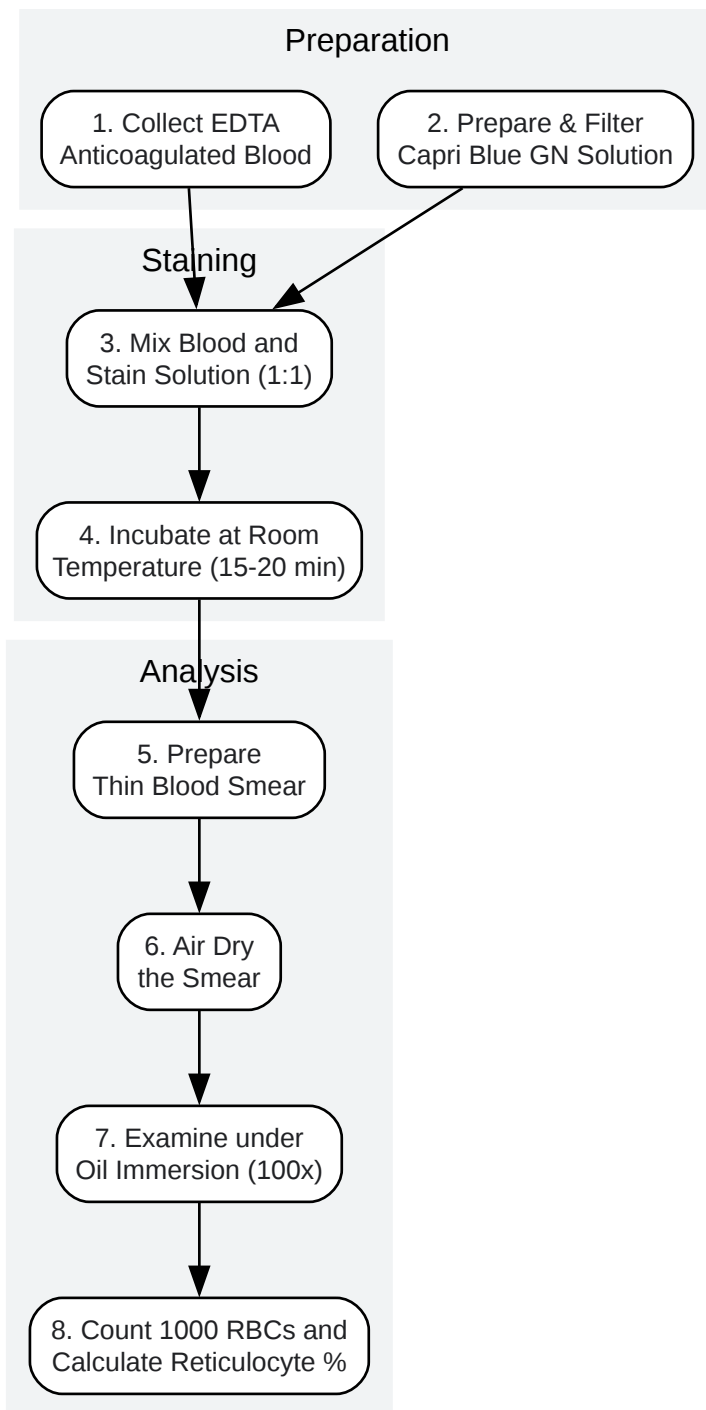 Preparation
1. Collect EDTA
Anticoagulated Blood
2. Prepare & Filter
Capri Blue GN Solution
Staining
3. Mix Blood and
Stain Solution (1:1)
4. Incubate at Room
Temperature (15-20 min)
Analysis
5. Prepare
Thin Blood Smear
6. Air Dry
the Smear
7. Examine under
Oil Immersion (100x)
8. Count 1000 RBCs and
Calculate Reticulocyte %